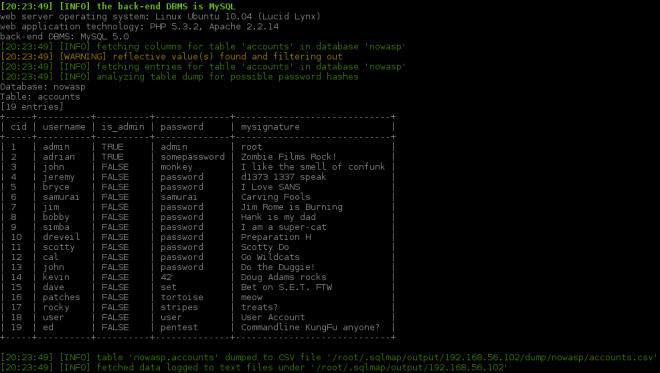 [20:23:49] [INFO] the back-end DBMS is MySQL
web server operating system: Linux Ubuntu 10.04 (Lucid Lynx)
web application technology: PHP 5.3.2, Apache 2.2.14
back-end DBMS: MySQL 5.0
[20:23:49] [INFO] fetching columns for table 'accounts' in database 'nowasp'
[20:23:49] [WARNING] reflective value(s) found and filtering out
[20:23:49] [INFO] fetching entries for table 'accounts' in database 'nowasp'
[20:23:49] [INFO] analyzing table dump for possible password hashes
Database: nowasp
Table: accounts
[19 entries]
+-----+----------+----------+--------------+-----------------------------+
| cid | username | is_admin | password | mysignature |
+-----+----------+----------+--------------+-----------------------------+
| 1 | admin | TRUE | admin | root |
| 2 | adrian | TRUE | somepassword | Zombie Films Rock! |
| 3 | john | FALSE | monkey | I like the smell of confunk |
| 4 | jeremy | FALSE | password | d1373 1337 speak |
| 5 | bryce | FALSE | password | I Love SANS |
| 6 | samurai | FALSE | samurai | Carving Fools |
| 7 | jim | FALSE | password | Jim Rome is Burning |
| 8 | bobby | FALSE | password | Hank is my dad |
| 9 | simba | FALSE | password | I am a super-cat |
| 10 | dreveil | FALSE | password | Preparation H |
| 11 | scotty | FALSE | password | Scotty Do |
| 12 | cal | FALSE | password | Go Wildcats |
| 13 | john | FALSE | password | Do the Duggie! |
| 14 | kevin | FALSE | 42 | Doug Adams rocks |
| 15 | dave | FALSE | set | Bet on S.E.T. FTW |
| 16 | patches | FALSE | tortoise | meow |
| 17 | rocky | FALSE | stripes | treats? |
| 18 | user | FALSE | user | User Account |
| 19 | ed | FALSE | pentest | Commandline KungFu anyone? |
+-----+----------+----------+--------------+-----------------------------+
[20:23:49] [INFO] table 'nowasp.accounts' dumped to CSV file '/root/.sqlmap/output/192.168.56.102/dump/nowasp/accounts.csv'
[20:23:49] [INFO] fetched data logged to text files under '/root/.sqlmap/output/192.168.56.102'